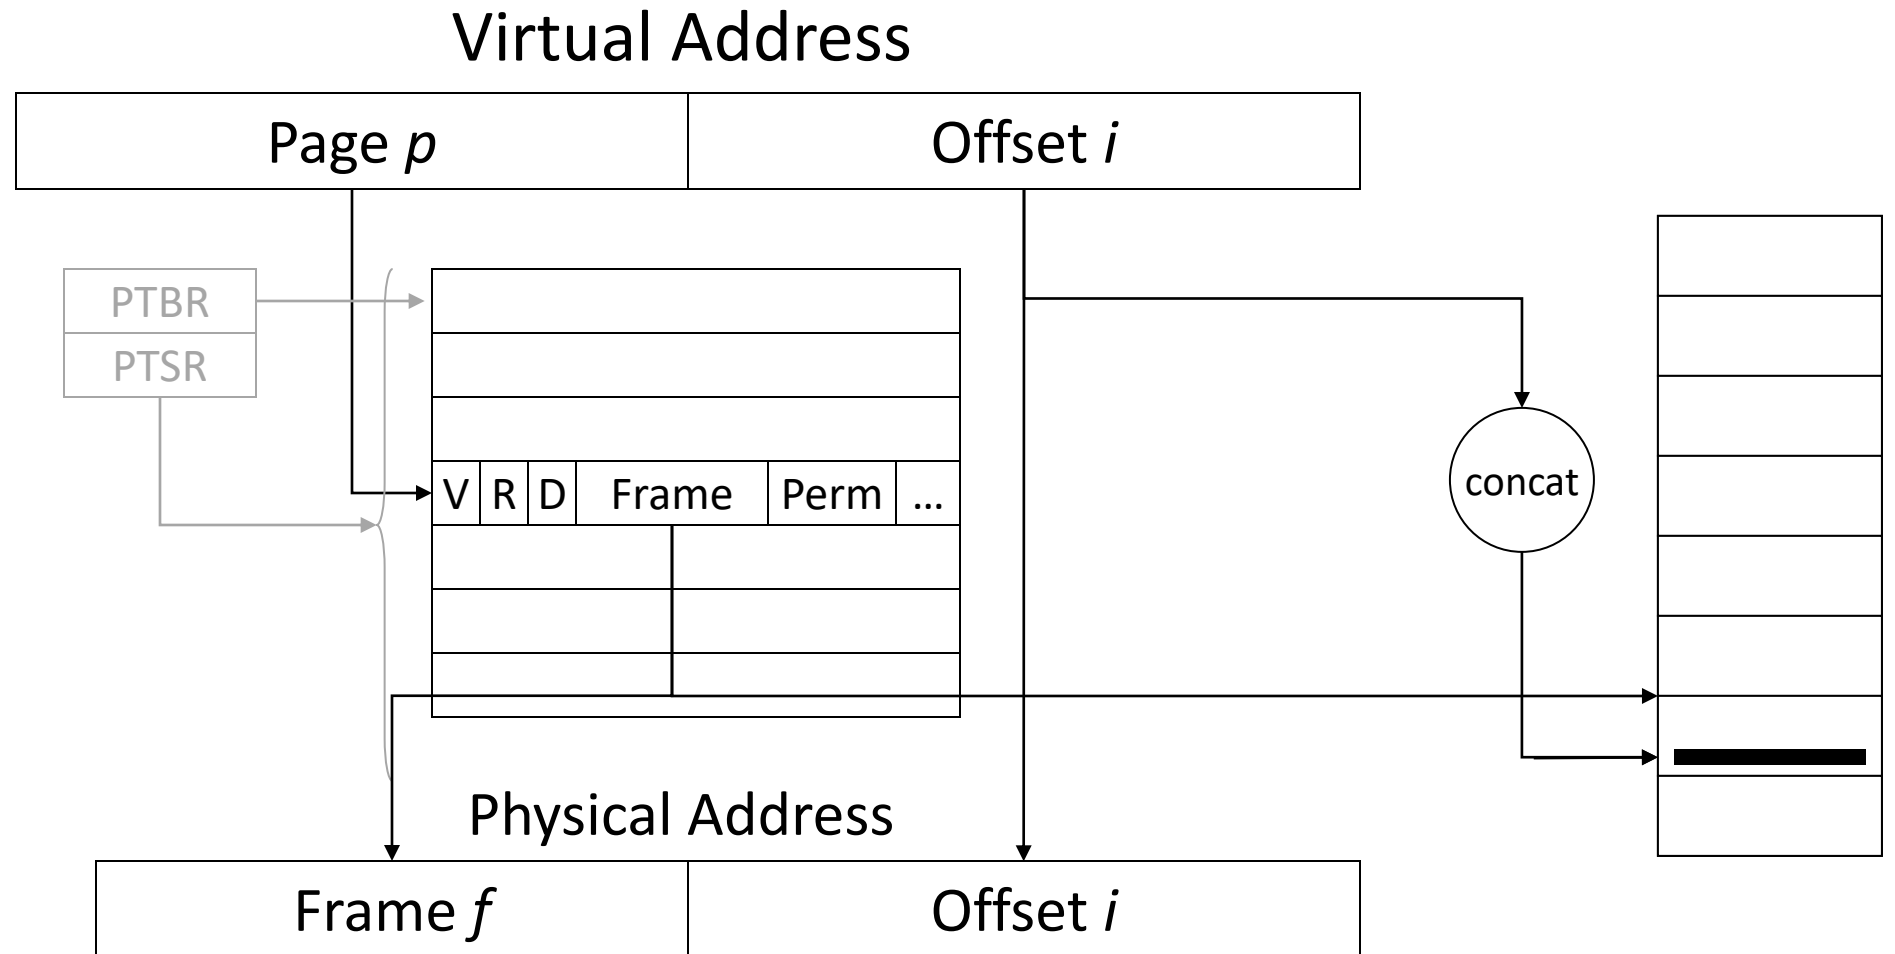 Virtual Address
Page p
Offset i
PTBR
PTSR
V R D Frame Perm ...
concat
Physical Address
Frame f
Offset i